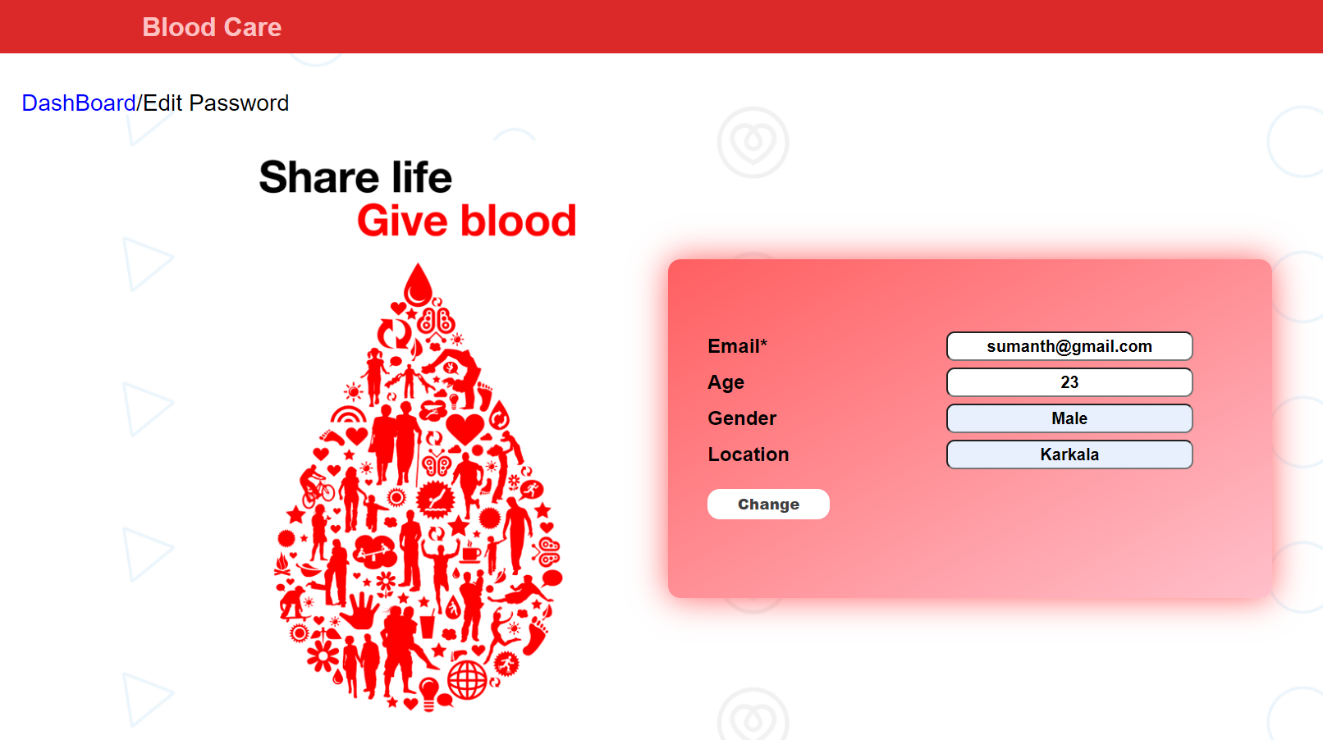 Blood Care
DashBoard/Edit Password
Share life
Give blood
Email* sumanth@gmail.com
Age 23
Gender Male
Location Karkala
Change